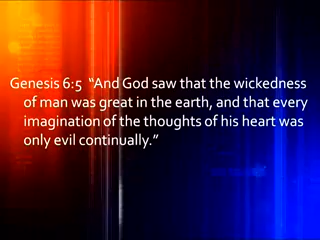 Genesis 6:5 “And God saw that the wickedness
of man was great in the earth, and that every
imagination of the thoughts of his heart was
only evil continually.”